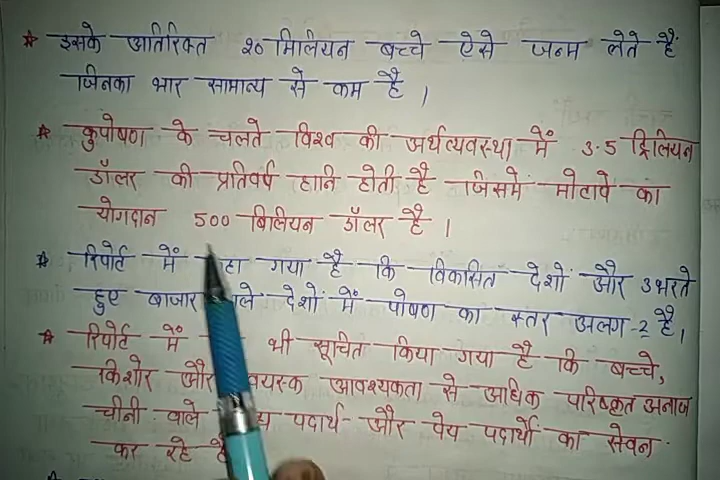 * इसके अतिरिक्त 20 मिलियन बच्चे ऐसे जन्म लेते हैं
जिनका भार सामान्य से कम है ।
* कुपोषण के चलते विश्व की अर्थव्यवस्था में 3.5 ट्रिलियन
डॉलर की प्रतिवर्ष हानि होती है जिसमें मोटापे का
योगदान 500 बिलियन डॉलर है ।
* रिपोर्ट में गया है कि विकसित देशों और उभरते
हुए बाजार देशों में पोषण का स्तर अलग-2 है ।
* रिपोर्ट में भी सूचित किया गया है कि बच्चे,
किशोर और वयस्क आवश्यकता से अधिक परिष्कृत अनाज
चीनी वाले पदार्थ और पेय पदार्थो का सेवन
कर रहे